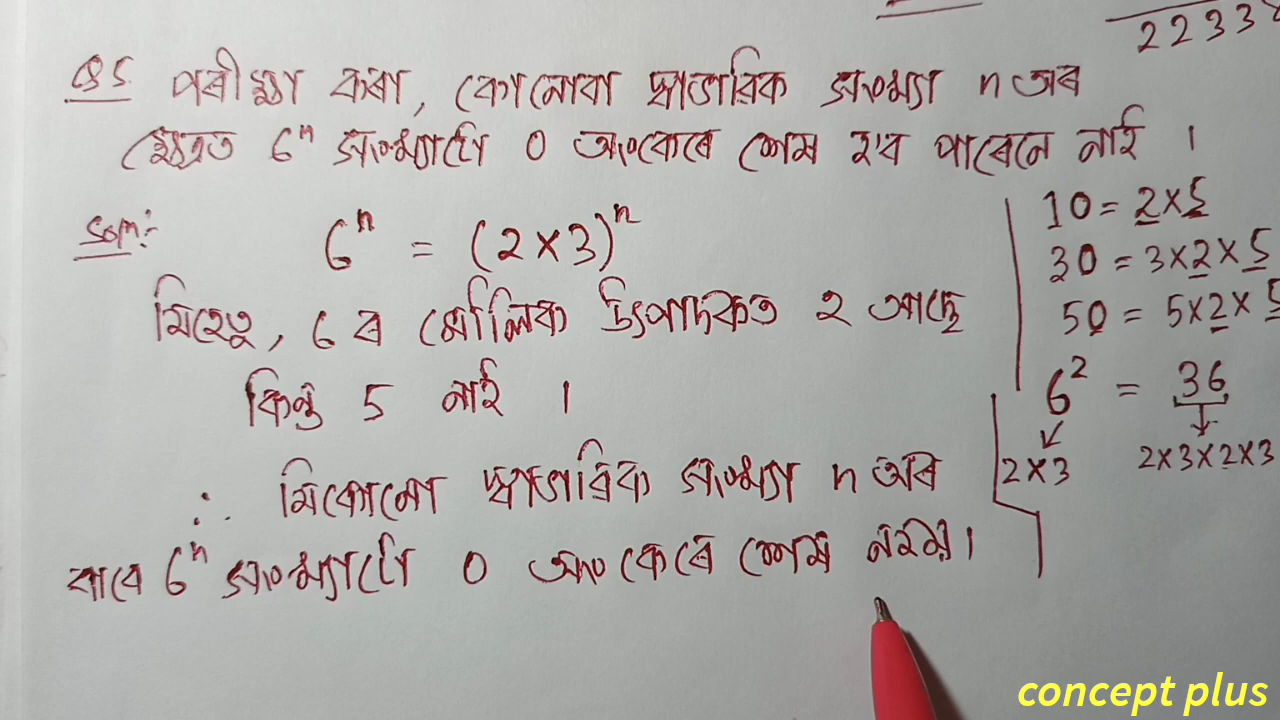 22338
Q5. পৰীক্ষা কৰা, কোনোবা স্বাভাৱিক সংখ্যা n অৰ
ক্ষেত্ৰত 6ⁿ সংখ্যাটো 0 অংকেৰে শেষ হ'ব পাৰেনে নাই ।
Soln:-
6ⁿ = (2×3)ⁿ
যিহেতু, 6 ৰ মৌলিক উৎপাদকত 2 আছে
কিন্তু 5 নাই ।
∴ যিকোনো স্বাভাৱিক সংখ্যা n অৰ
বাবে 6ⁿ সংখ্যাটো 0 অংকেৰে শেষ নহয় ।
10 = 2×5
30 = 3×2×5
50 = 5×2×5
6² = 36
2×3 2×3×2×3
concept plus